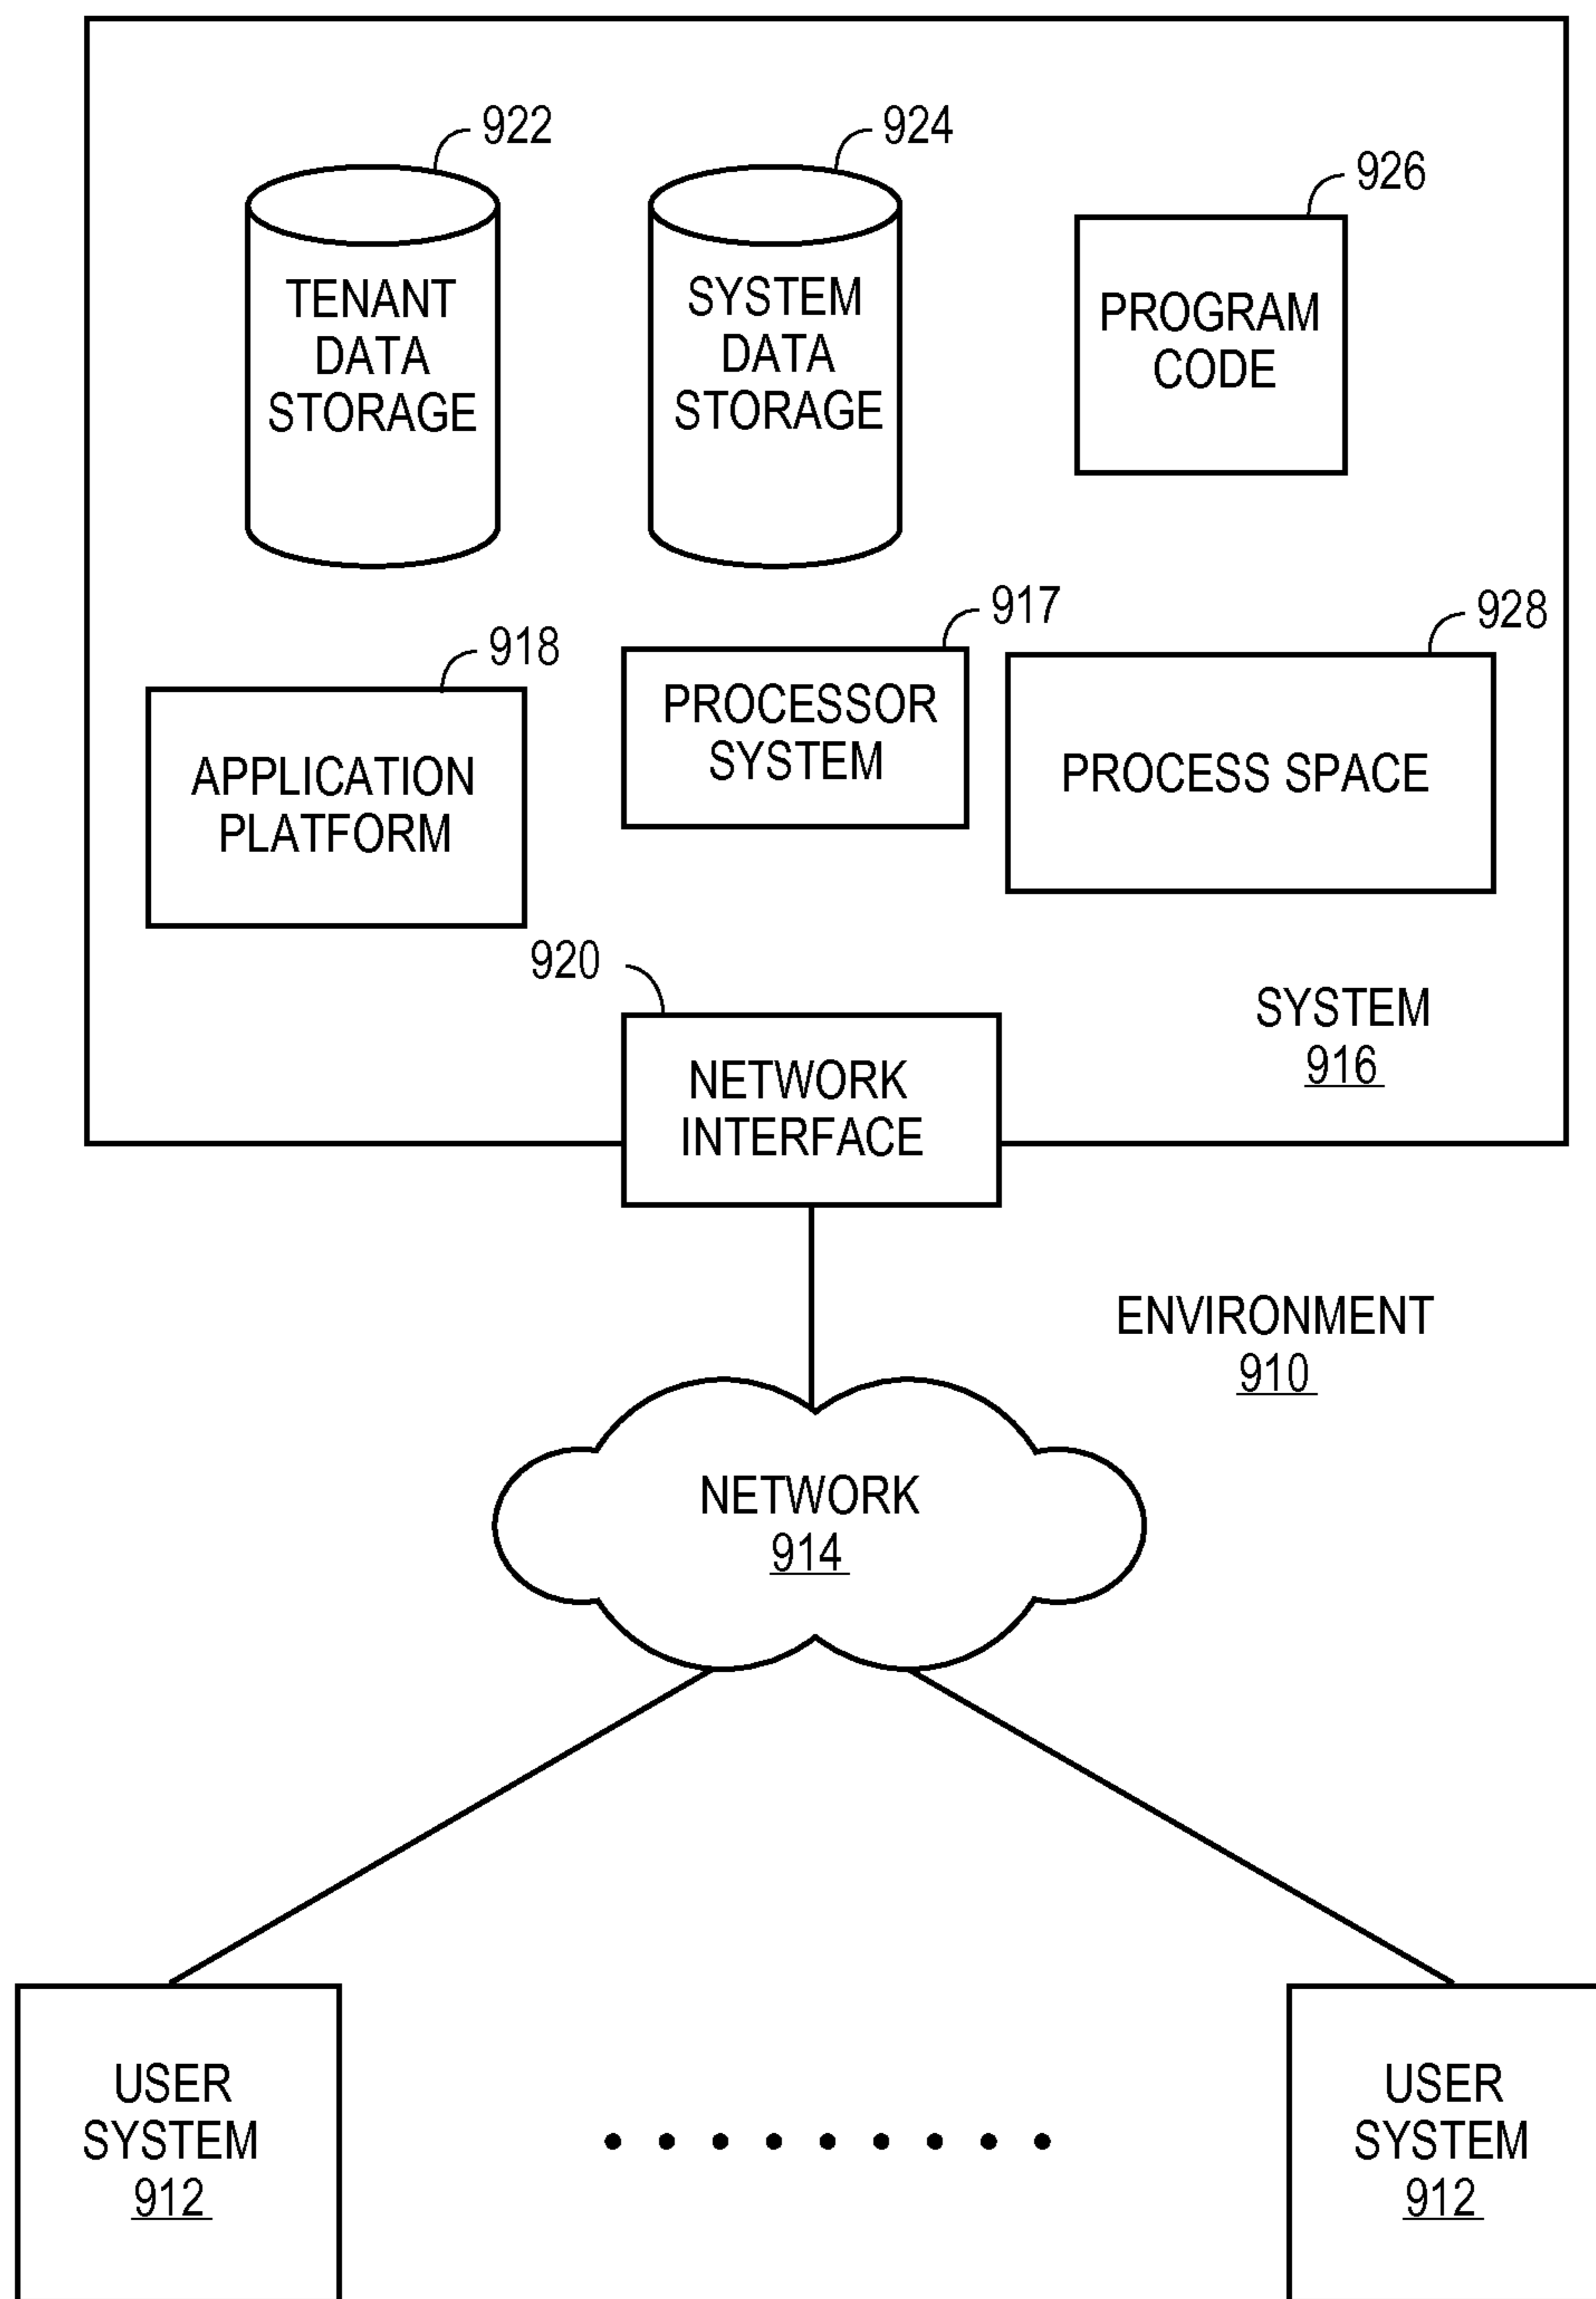 922
924
926
TENANT
DATA
STORAGE
SYSTEM
DATA
STORAGE
PROGRAM
CODE
918
917
928
APPLICATION
PLATFORM
PROCESSOR
SYSTEM
PROCESS SPACE
920
NETWORK
INTERFACE
SYSTEM
916
ENVIRONMENT
910
NETWORK
914
USER
SYSTEM
912
USER
SYSTEM
912